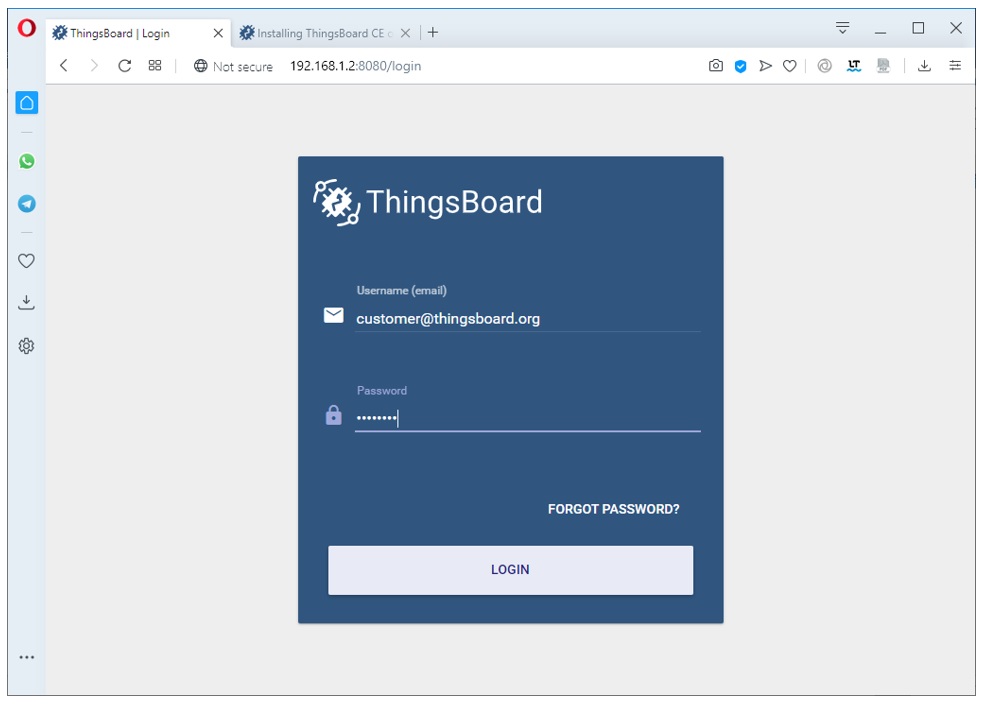 ThingsBoard | Login
Installing ThingsBoard CE o
Not secure 192.168.1.2:8080/login
LT
ThingsBoard
Username (email)
customer@thingsboard.org
Password
••••••••
FORGOT PASSWORD?
LOGIN